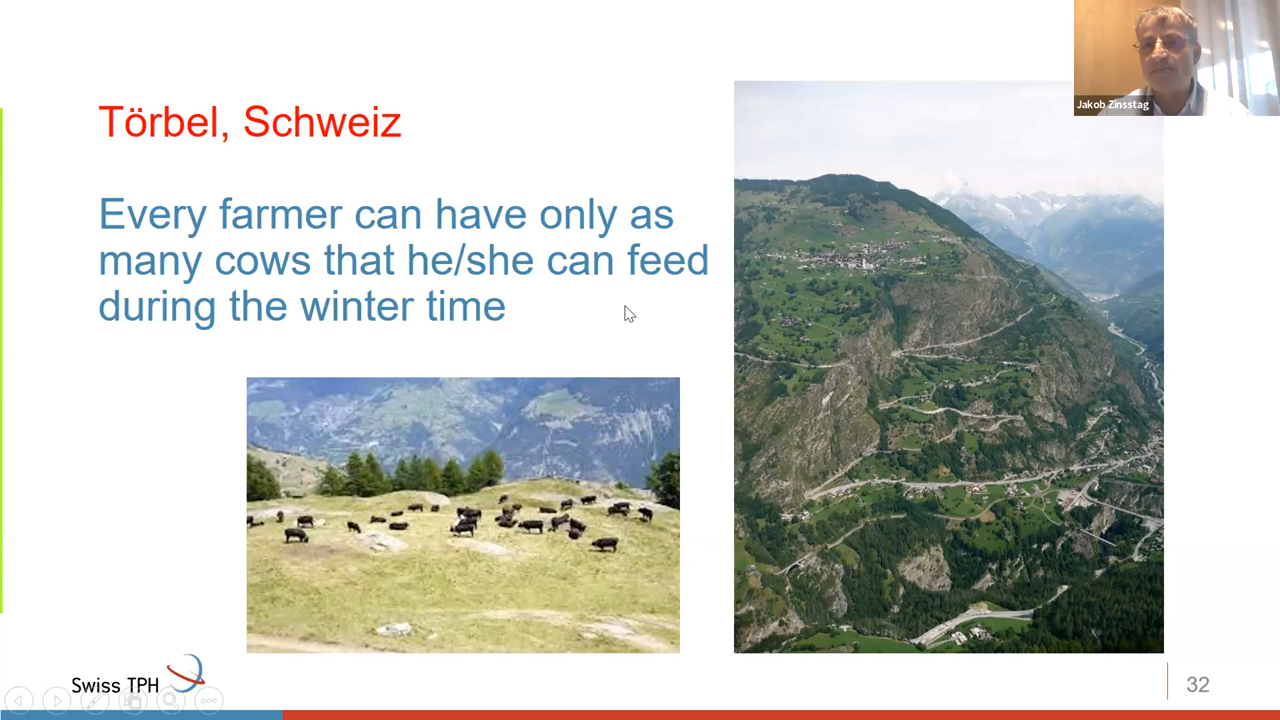 Jakob Zinsstag
Törbel, Schweiz
Every farmer can have only as
many cows that he/she can feed
during the winter time
Swiss TPH
32